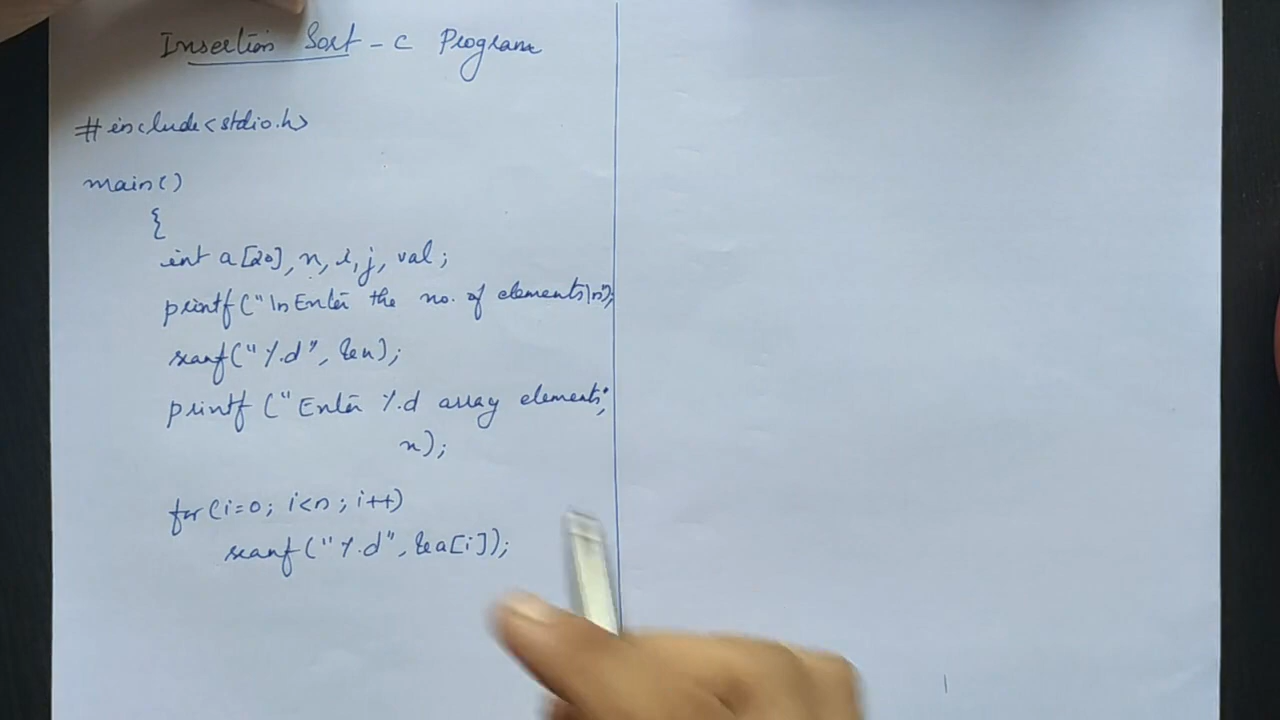 Insertion Sort - C Program
#include<stdio.h>
main()
{
int a[20], n, i, j, val;
printf("\nEnter the no. of elements\n");
scanf("%d", &n);
printf("Enter %d array elements",
n);
for(i=0; i<n; i++)
scanf("%d", &a[i]);